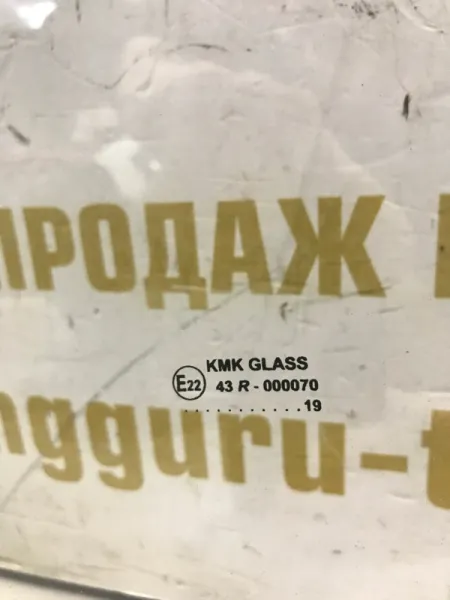 ПРОДАЖ
KMK GLASS
E22 43 R - 000070
...........19
ngguru-t